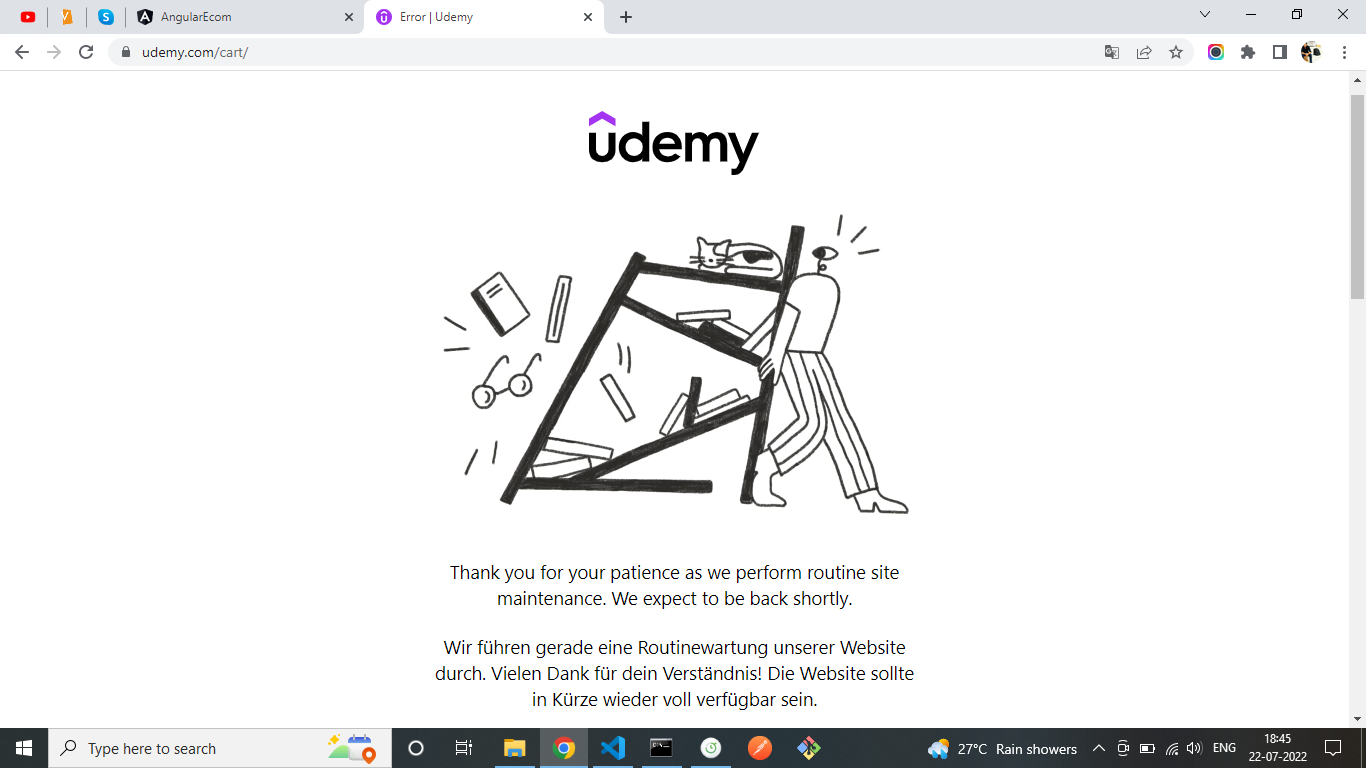 AngularEcom
Error | Udemy
udemy.com/cart/
udemy
Thank you for your patience as we perform routine site
maintenance. We expect to be back shortly.
Wir führen gerade eine Routinewartung unserer Website
durch. Vielen Dank für dein Verständnis! Die Website sollte
in Kürze wieder voll verfügbar sein.
Type here to search
27°C Rain showers
ENG
18:45
22-07-2022